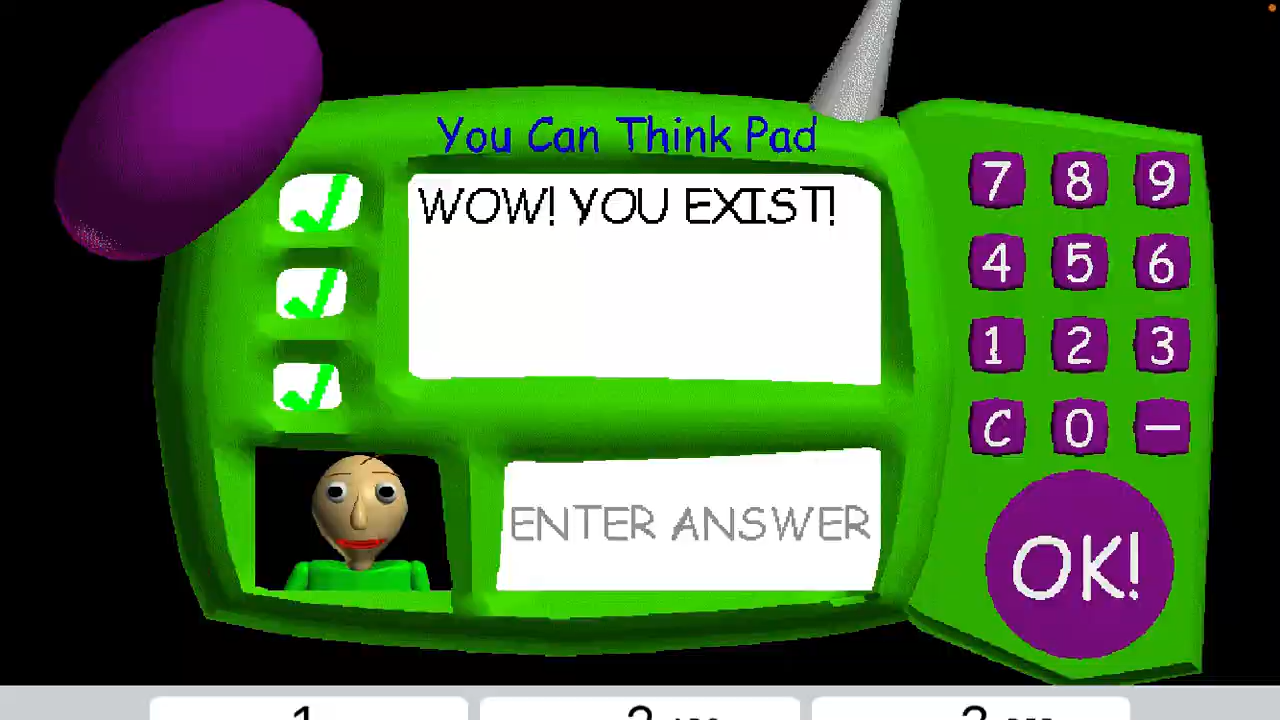 You Can Think Pad
WOW! YOU EXIST!
7 8 9
4 5 6
1 2 3
C 0 —
ENTER ANSWER
OK!